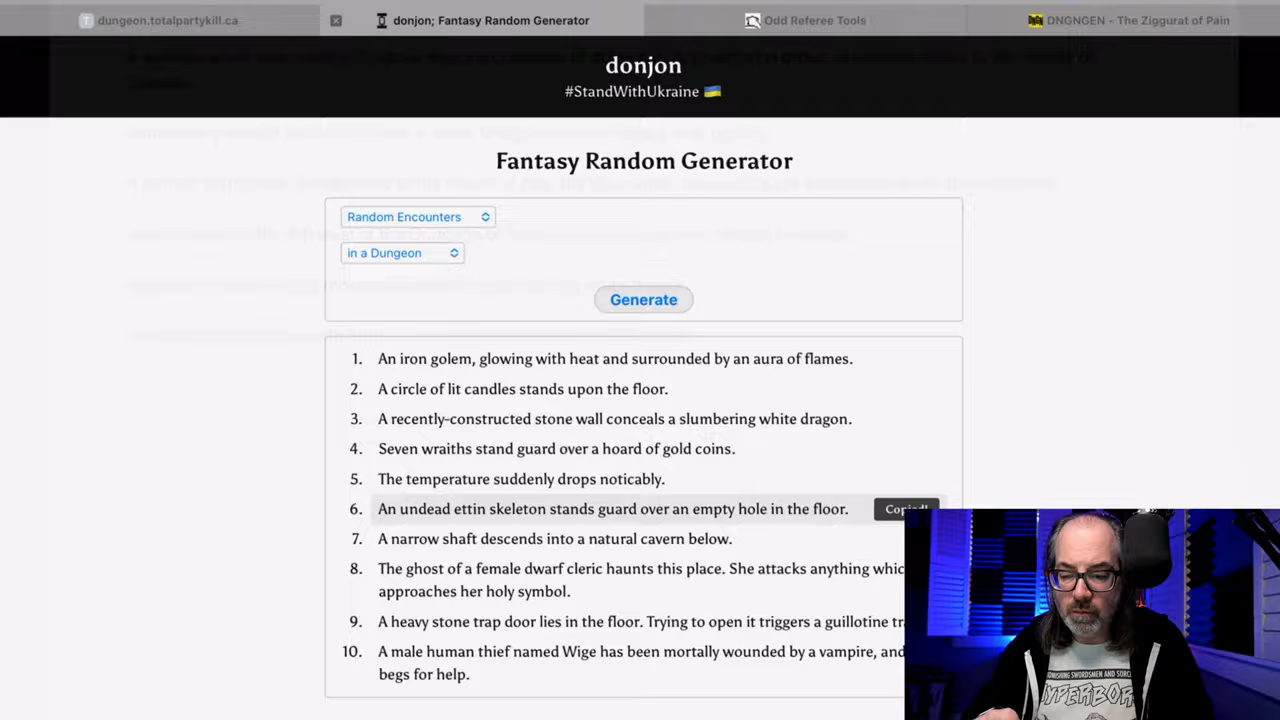 dungeon.totalpartykill.ca
donjon; Fantasy Random Generator
Odd Referee Tools
DNGNGEN - The Ziggurat of Pain
donjon
#StandWithUkraine 🇺🇦
Fantasy Random Generator
Random Encounters
in a Dungeon
Generate
1. An iron golem, glowing with heat and surrounded by an aura of flames.
2. A circle of lit candles stands upon the floor.
3. A recently-constructed stone wall conceals a slumbering white dragon.
4. Seven wraiths stand guard over a hoard of gold coins.
5. The temperature suddenly drops noticably.
6. An undead ettin skeleton stands guard over an empty hole in the floor.
Copied!
7. A narrow shaft descends into a natural cavern below.
8. The ghost of a female dwarf cleric haunts this place. She attacks anything whic
approaches her holy symbol.
9. A heavy stone trap door lies in the floor. Trying to open it triggers a guillotine tr
10. A male human thief named Wige has been mortally wounded by a vampire, and
begs for help.
SWORDSMEN AND SORC
HYPERBOR